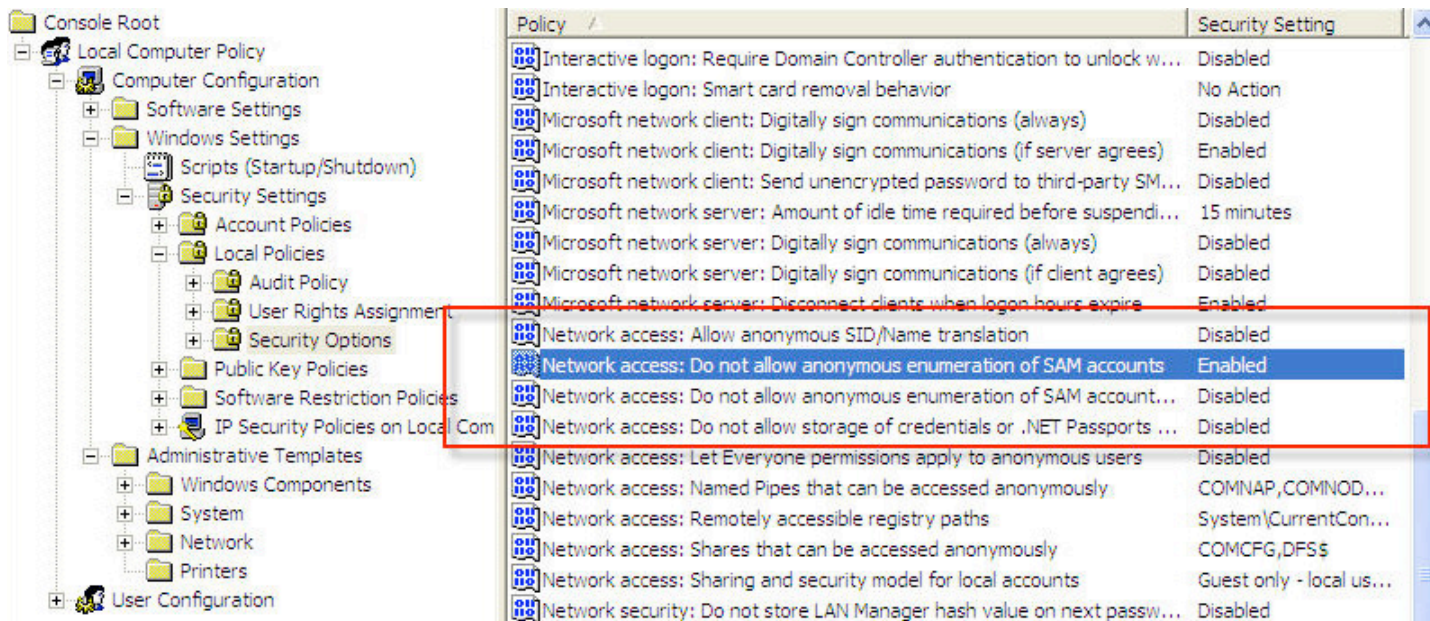 Console Root
Local Computer Policy
Computer Configuration
Software Settings
Windows Settings
Scripts (Startup/Shutdown)
Security Settings
Account Policies
Local Policies
Audit Policy
User Rights Assignment
Security Options
Public Key Policies
Software Restriction Policies
IP Security Policies on Local Com
Administrative Templates
Windows Components
System
Network
Printers
User Configuration
Policy Security Setting
Interactive logon: Require Domain Controller authentication to unlock w... Disabled
Interactive logon: Smart card removal behavior No Action
Microsoft network client: Digitally sign communications (always) Disabled
Microsoft network client: Digitally sign communications (if server agrees) Enabled
Microsoft network client: Send unencrypted password to third-party SM... Disabled
Microsoft network server: Amount of idle time required before suspendi... 15 minutes
Microsoft network server: Digitally sign communications (always) Disabled
Microsoft network server: Digitally sign communications (if client agrees) Disabled
Microsoft network server: Disconnect clients when logon hours expire Enabled
Network access: Allow anonymous SID/Name translation Disabled
Network access: Do not allow anonymous enumeration of SAM accounts Enabled
Network access: Do not allow anonymous enumeration of SAM account... Disabled
Network access: Do not allow storage of credentials or .NET Passports ... Disabled
Network access: Let Everyone permissions apply to anonymous users Disabled
Network access: Named Pipes that can be accessed anonymously COMNAP,COMNOD...
Network access: Remotely accessible registry paths System\CurrentCon...
Network access: Shares that can be accessed anonymously COMCFG,DFS$
Network access: Sharing and security model for local accounts Guest only - local us...
Network security: Do not store LAN Manager hash value on next passw... Disabled